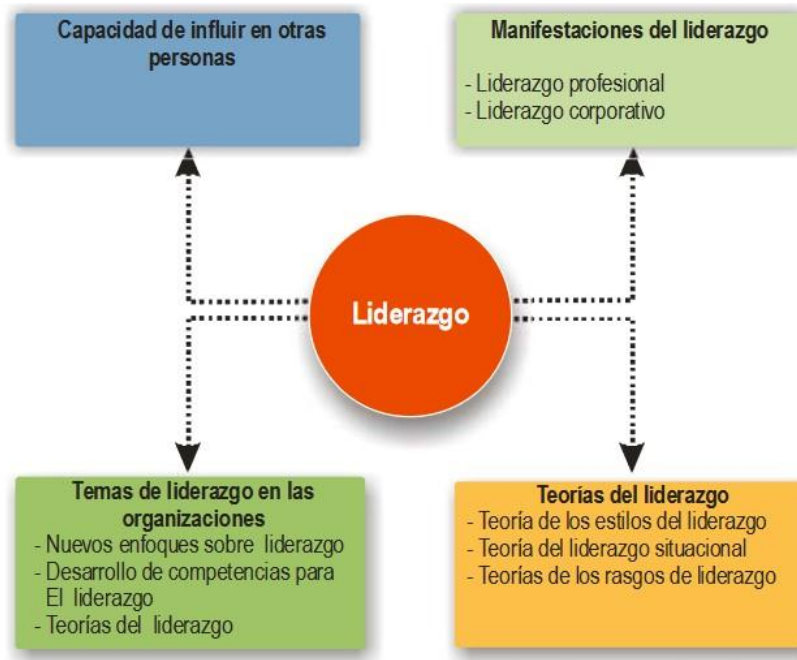 Capacidad de influir en otras
personas
Manifestaciones del liderazgo
- Liderazgo profesional
- Liderazgo corporativo
Liderazgo
Temas de liderazgo en las
organizaciones
- Nuevos enfoques sobre liderazgo
- Desarrollo de competencias para
El liderazgo
- Teorías del liderazgo
Teorías del liderazgo
- Teoría de los estilos del liderazgo
- Teoría del liderazgo situacional
- Teorías de los rasgos de liderazgo